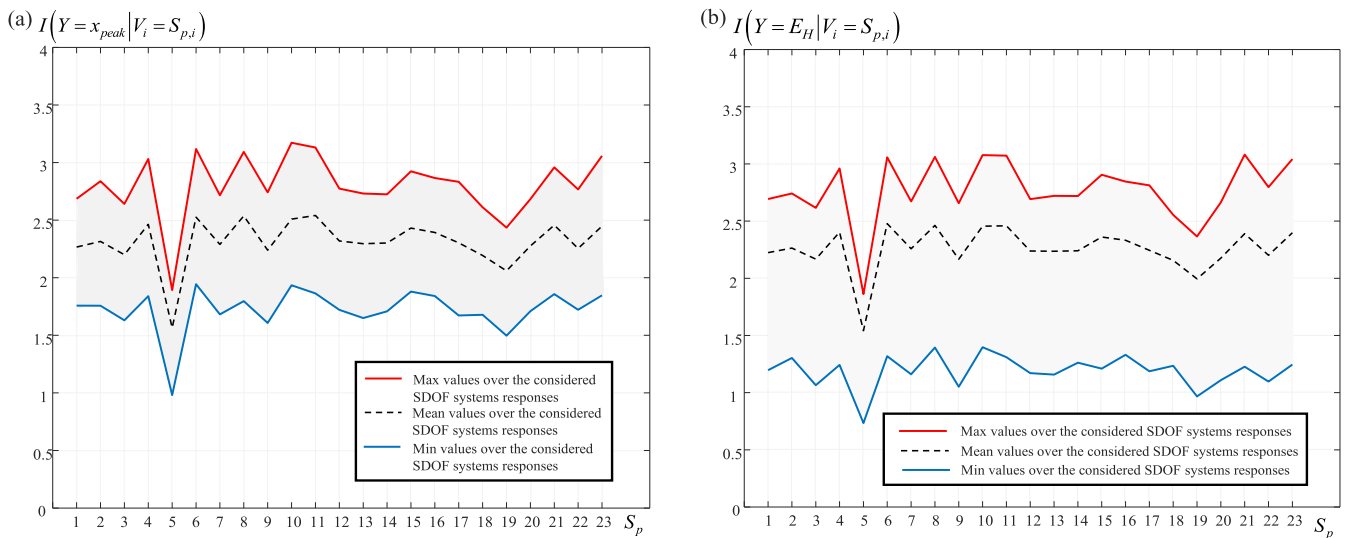 (a) I(Y = x_peak|V_i = S_p,i)
4
3.5
3
2.5
2
1.5
1
0.5
0
1 2 3 4 5 6 7 8 9 10 11 12 13 14 15 16 17 18 19 20 21 22 23 S_p
Max values over the considered
SDOF systems responses
Mean values over the considered
SDOF systems responses
Min values over the considered
SDOF systems responses
(b) I(Y = E_H|V_i = S_p,i)
4
3.5
3
2.5
2
1.5
1
0.5
0
1 2 3 4 5 6 7 8 9 10 11 12 13 14 15 16 17 18 19 20 21 22 23 S_p
Max values over the considered SDOF systems responses
Mean values over the considered SDOF systems responses
Min values over the considered SDOF systems responses